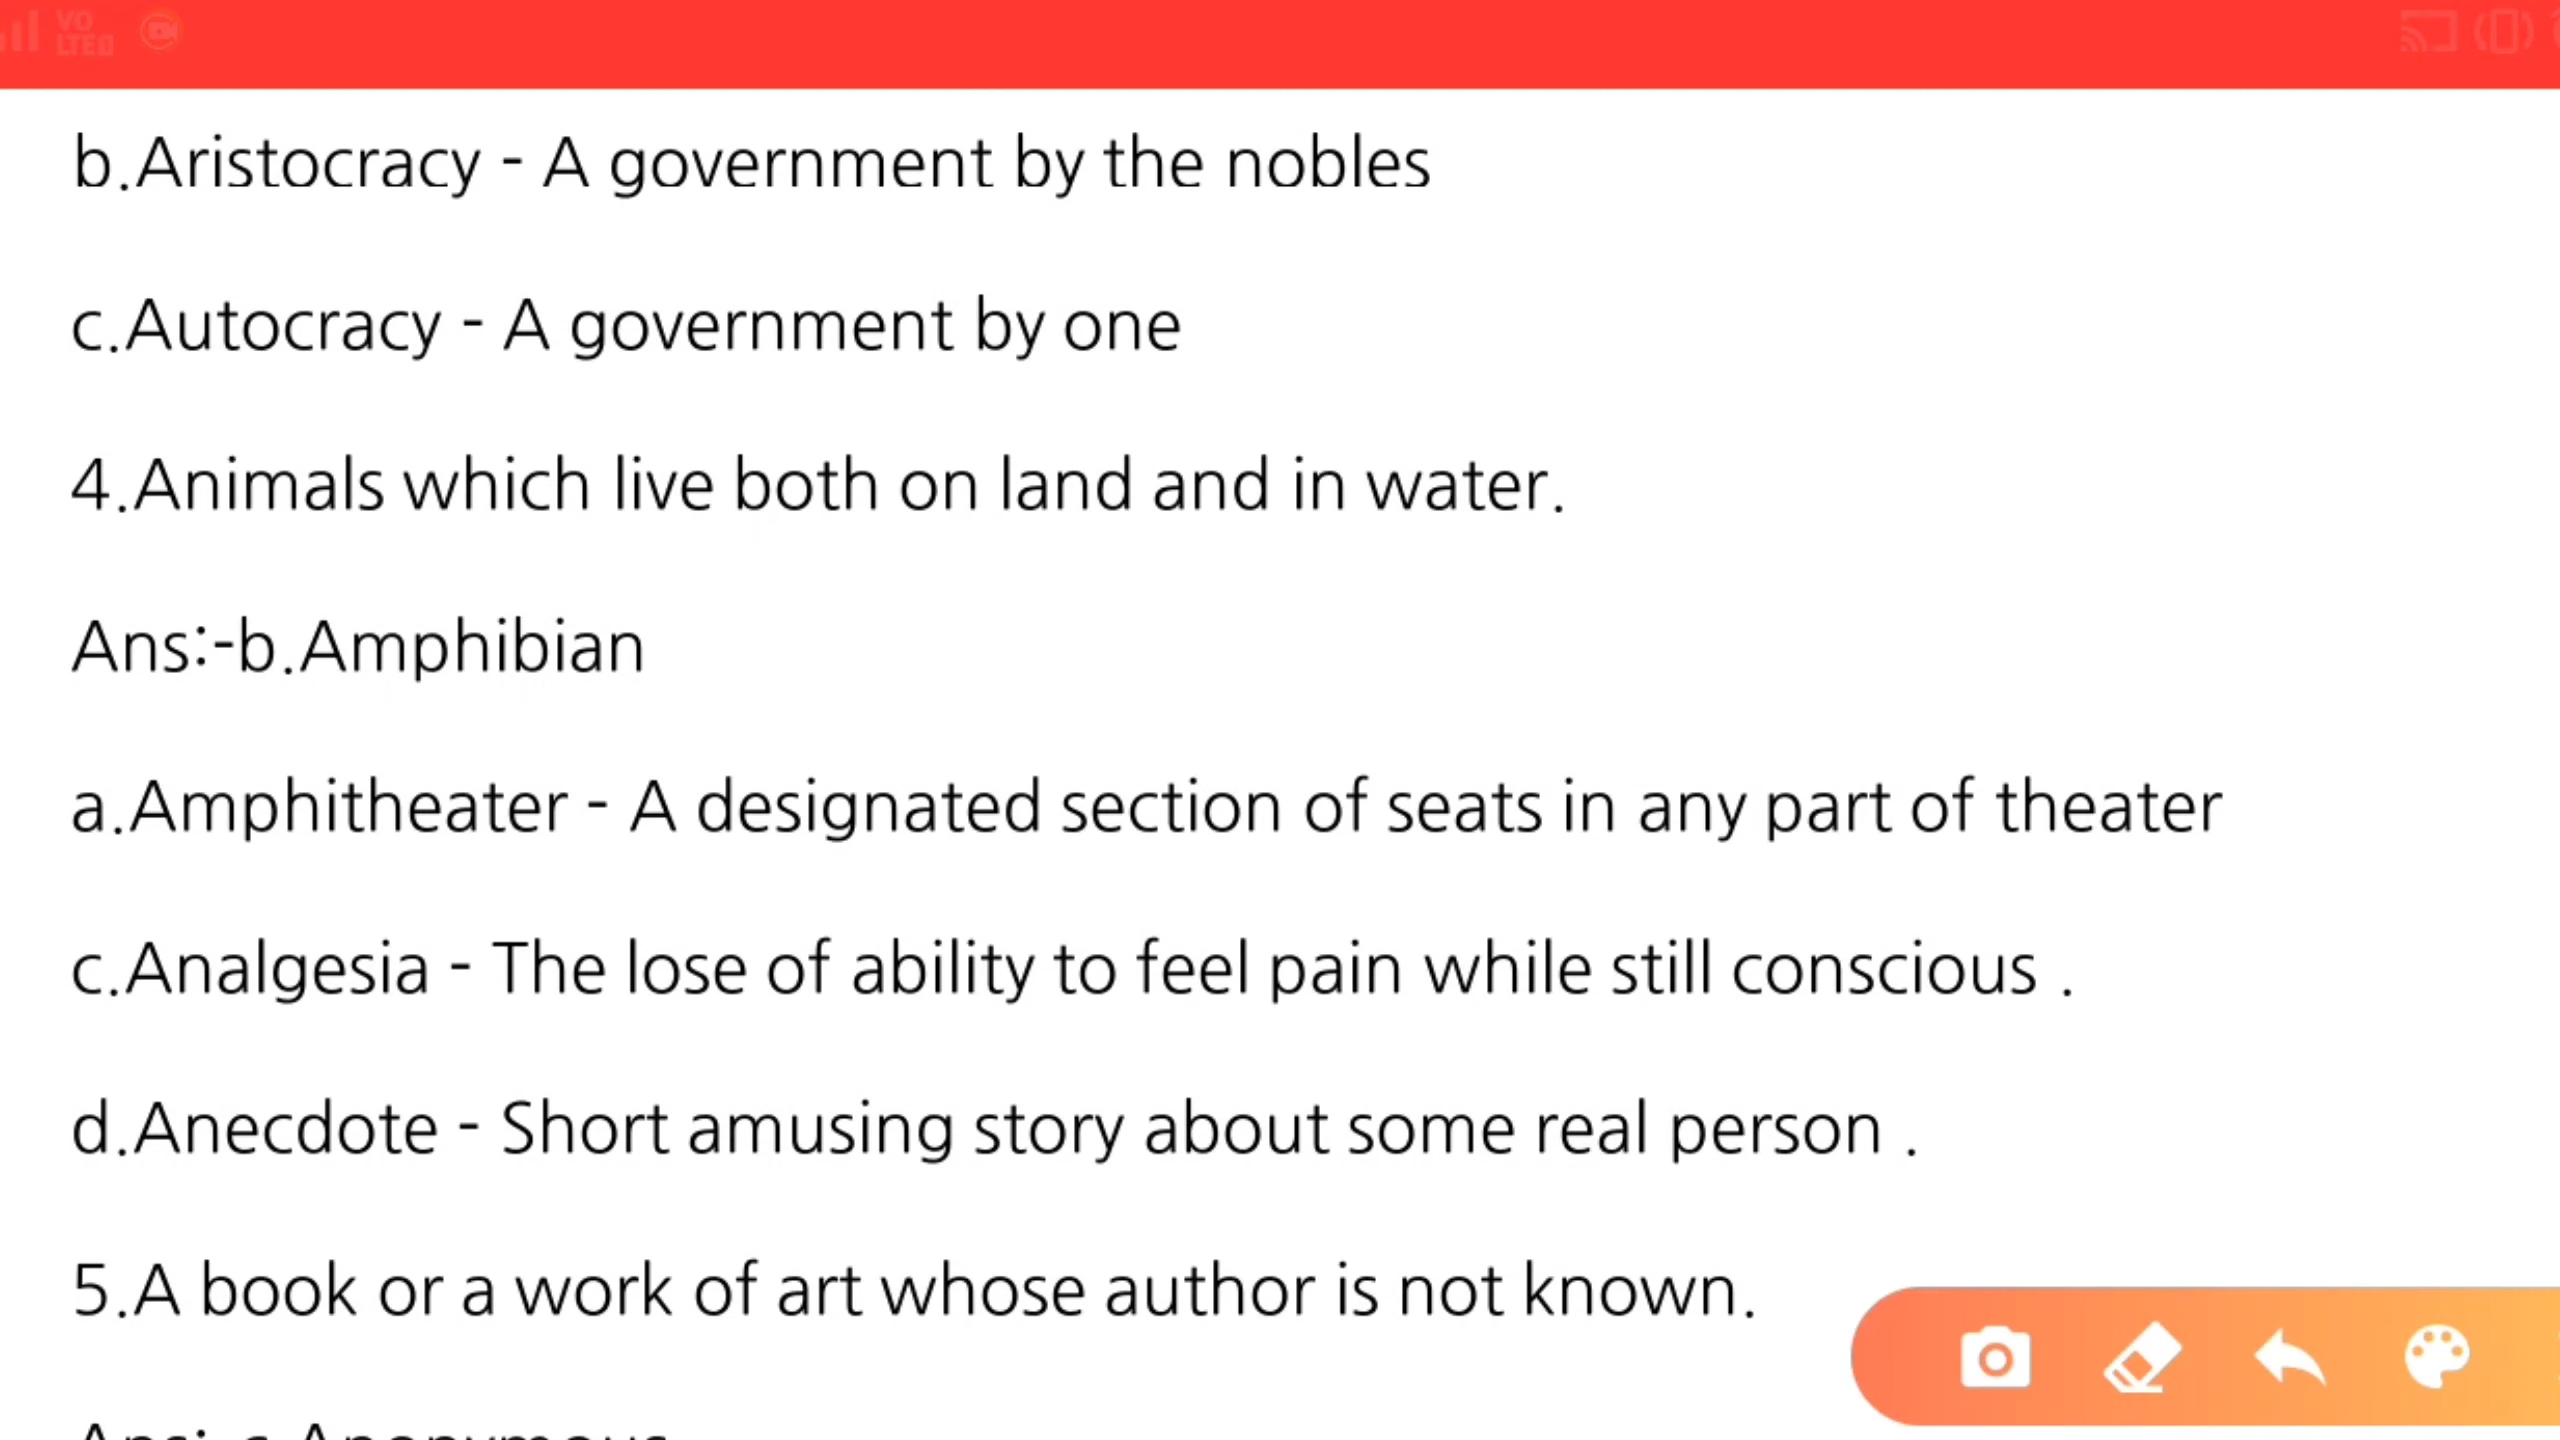 VO
LTE
b.Aristocracy - A government by the nobles
c.Autocracy - A government by one
4.Animals which live both on land and in water.
Ans:-b.Amphibian
a.Amphitheater - A designated section of seats in any part of theater
c.Analgesia - The lose of ability to feel pain while still conscious .
d.Anecdote - Short amusing story about some real person .
5.A book or a work of art whose author is not known.